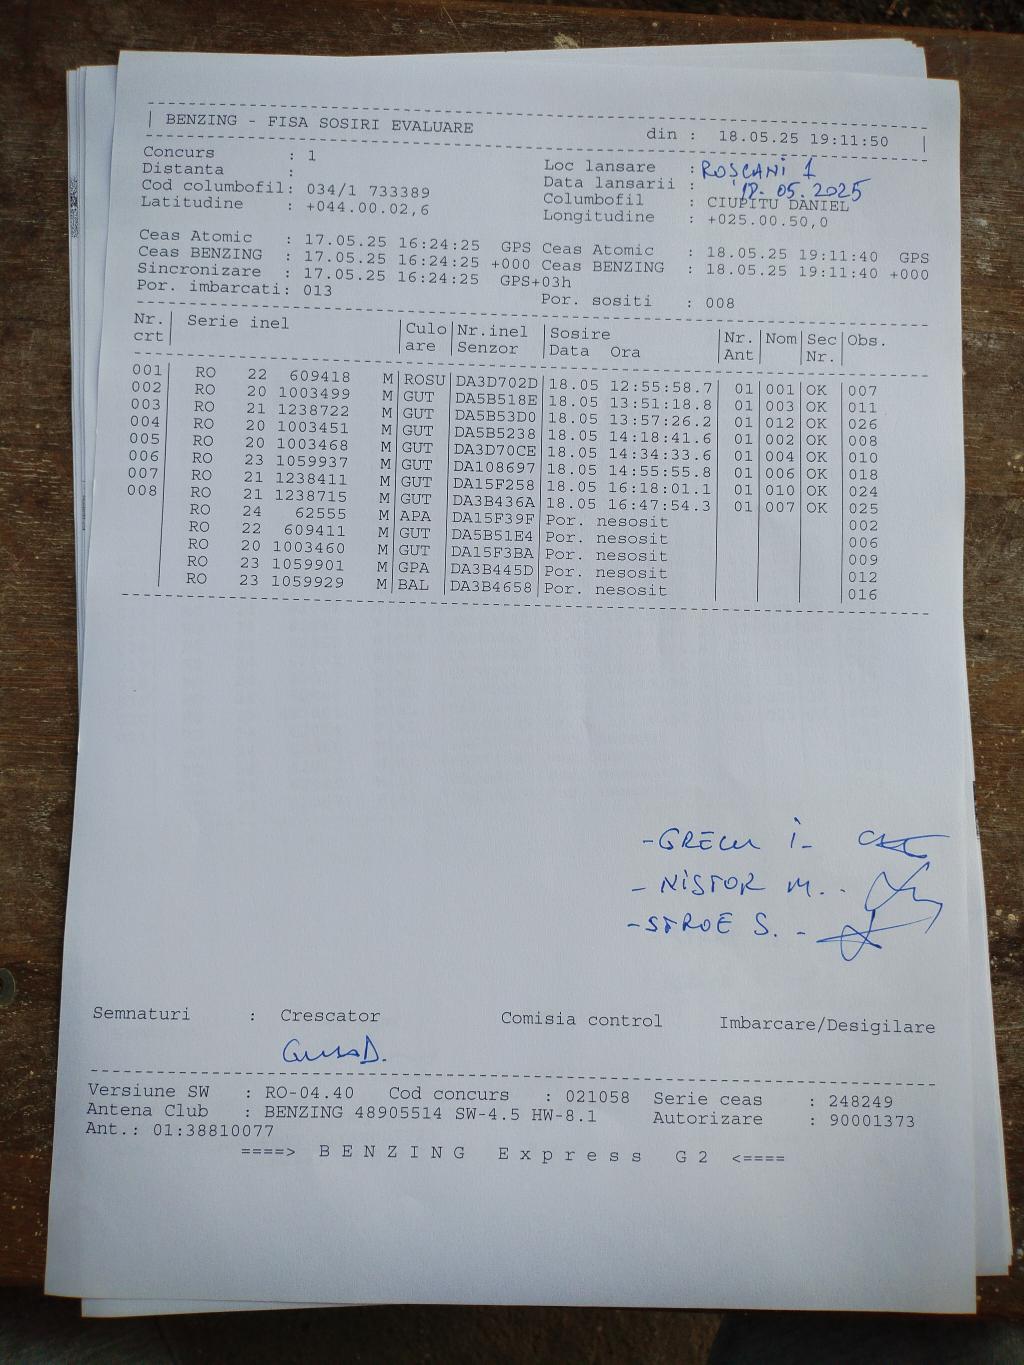 BENZING - FISA SOSIRI EVALUARE din : 18.05.25 19:11:50
Concurs : 1 Loc lansare : ROȘCANI 1
Distanta : Data lansarii : 18.05.2025
Cod columbofil: 034/1 733389 Columbofil : CIUPITU DANIEL
Latitudine : +044.00.02,6 Longitudine : +025.00.50,0
Ceas Atomic : 17.05.25 16:24:25 GPS Ceas Atomic : 18.05.25 19:11:40 GPS
Ceas BENZING : 17.05.25 16:24:25 +000 Ceas BENZING : 18.05.25 19:11:40 +000
Sincronizare : 17.05.25 16:24:25 GPS+03h
Por. imbarcati: 013 Por. sositi : 008
Nr. Serie inel Culo Nr.inel Sosire Nr. Nom Sec Obs.
crt are Senzor Data Ora Ant Nr.
001 RO 22 609418 M ROSU DA3D702D 18.05 12:55:58.7 01 001 OK 007
002 RO 20 1003499 M GUT DA5B518E 18.05 13:51:18.8 01 003 OK 011
003 RO 21 1238722 M GUT DA5B53D0 18.05 13:57:26.2 01 012 OK 026
004 RO 20 1003451 M GUT DA5B5238 18.05 14:18:41.6 01 002 OK 008
005 RO 20 1003468 M GUT DA3D70CE 18.05 14:34:33.6 01 004 OK 010
006 RO 23 1059937 M GUT DA108697 18.05 14:55:55.8 01 006 OK 018
007 RO 21 1238411 M GUT DA15F258 18.05 16:18:01.1 01 010 OK 024
008 RO 21 1238715 M GUT DA3B436A 18.05 16:47:54.3 01 007 OK 025
RO 24 62555 M APA DA15F39F Por. nesosit 002
RO 22 609411 M GUT DA5B51E4 Por. nesosit 006
RO 20 1003460 M GUT DA15F3BA Por. nesosit 009
RO 23 1059901 M GPA DA3B445D Por. nesosit 012
RO 23 1059929 M BAL DA3B4658 Por. nesosit 016
-GRECU I-
- NISTOR M.-
-STROE S. -
Semnaturi : Crescator Comisia control Imbarcare/Desigilare
Versiune SW : RO-04.40 Cod concurs : 021058 Serie ceas : 248249
Antena Club : BENZING 48905514 SW-4.5 HW-8.1 Autorizare : 90001373
Ant.: 01:38810077
====> BENZING Express G2 <====